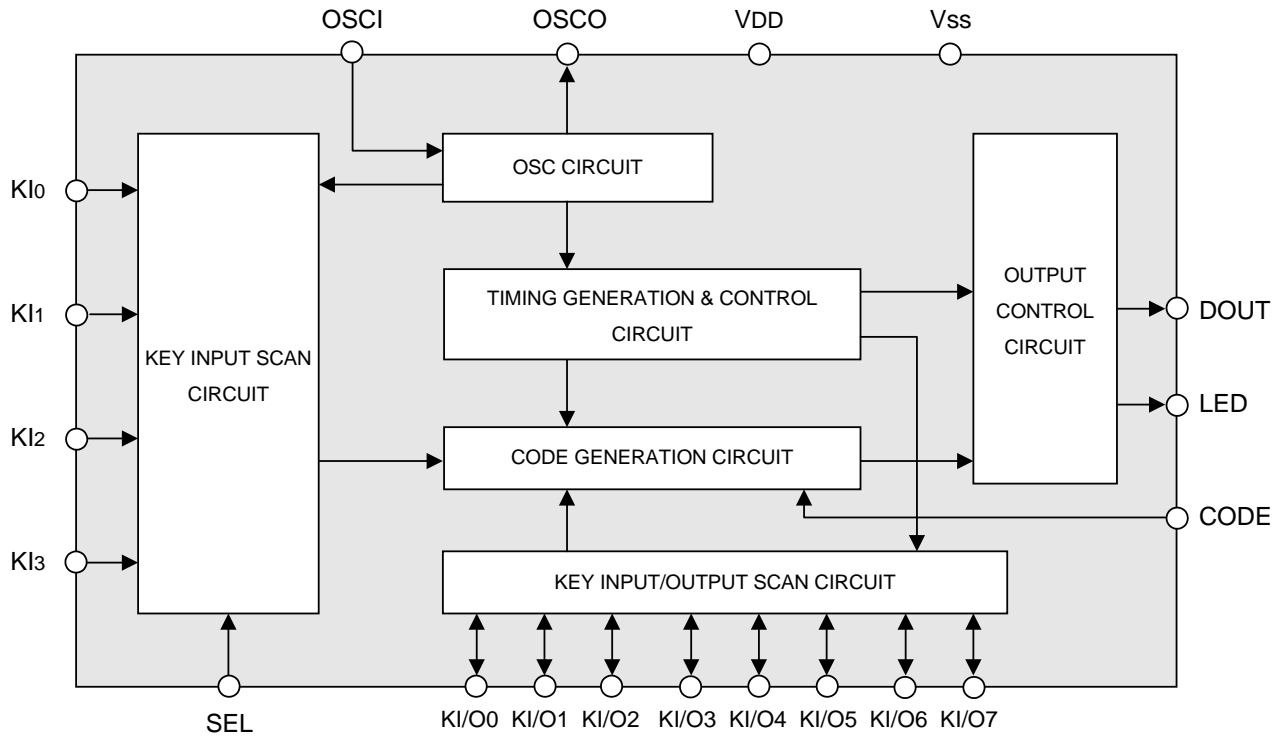 OSCI
OSCO
VDD
Vss
OSC CIRCUIT
KI0
KI1
KI2
KI3
KEY INPUT SCAN
CIRCUIT
TIMING GENERATION & CONTROL
CIRCUIT
OUTPUT
CONTROL
CIRCUIT
DOUT
LED
CODE GENERATION CIRCUIT
CODE
KEY INPUT/OUTPUT SCAN CIRCUIT
SEL
KI/O0
KI/O1
KI/O2
KI/O3
KI/O4
KI/O5
KI/O6
KI/O7